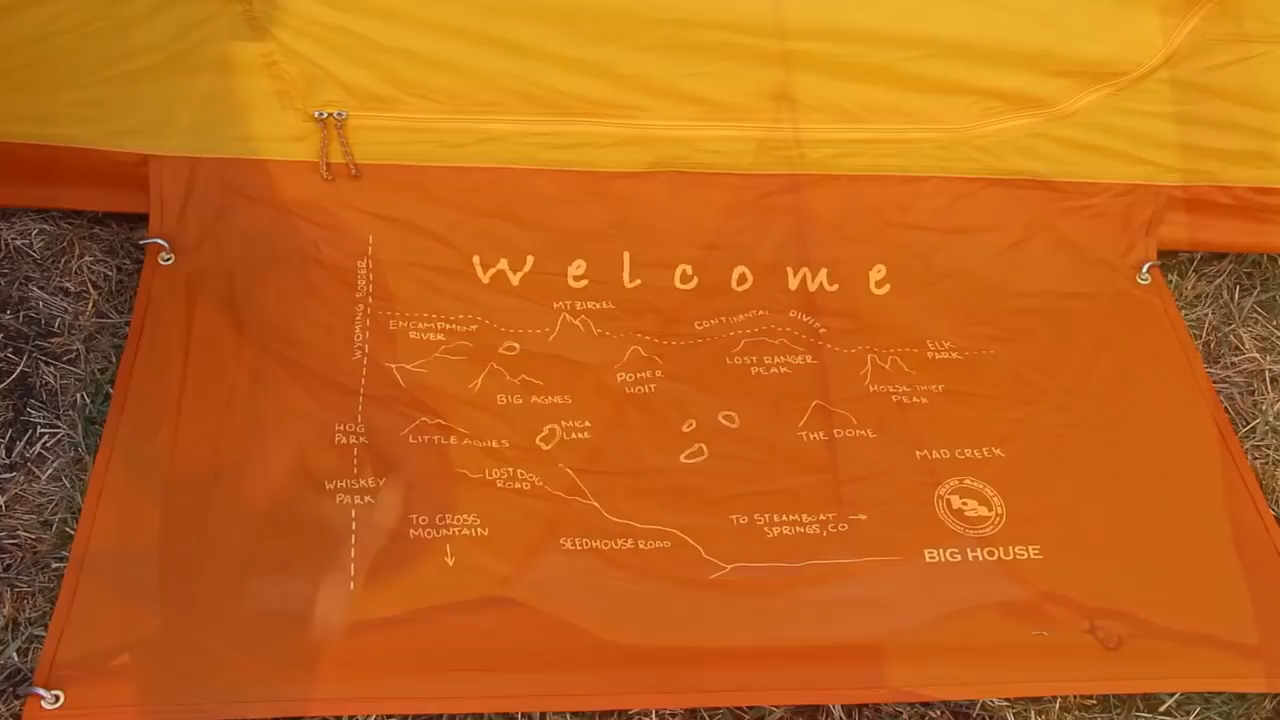 Welcome
WYOMING BORDER
MT ZIRKEL
CONTINENTAL DIVIDE
ENCAMPMENT
RIVER
ELK
PARK
LOST RANGER
PEAK
POMER
HOIT
HORSE THIEF
PEAK
BIG AGNES
HOG
PARK
LITTLE AGNES
MICA
LAKE
THE DOME
MAD CREEK
LOST DOG
ROAD
WHISKEY
PARK
BIG AGNES
TO CROSS
MOUNTAIN
SEEDHOUSE ROAD
TO STEAMBOAT
SPRINGS, CO
BIG HOUSE